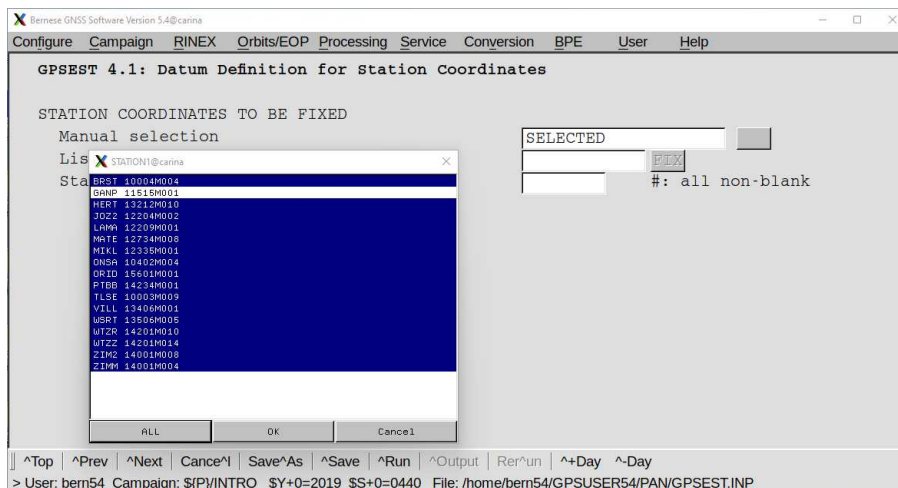 Bernese GNSS Software Version 5.4@carina
Configure Campaign RINEX Orbits/EOP Processing Service Conversion BPE User Help
GPSEST 4.1: Datum Definition for Station Coordinates
STATION COORDINATES TO BE FIXED
Manual selection SELECTED
Lis FIX
Sta #: all non-blank
STATION1@carina
BRST 10004M004
GANP 11515M001
HERT 13212M010
JOZ2 12204M002
LAMA 12209M001
MATE 12734M008
MIKL 12335M001
ONSA 10402M004
ORID 15601M001
PTBB 14234M001
TLSE 10003M009
VILL 13406M001
WSRT 13506M005
WTZR 14201M010
WTZZ 14201M014
ZIM2 14001M008
ZIMM 14001M004
ALL OK Cancel
^Top ^Prev ^Next Cance^l Save^As ^Save ^Run ^Output Rer^un ^+Day ^-Day
> User: bern54 Campaign: ${P}/INTRO $Y+0=2019 $S+0=0440 File: /home/bern54/GPSUSER54/PAN/GPSEST.INP